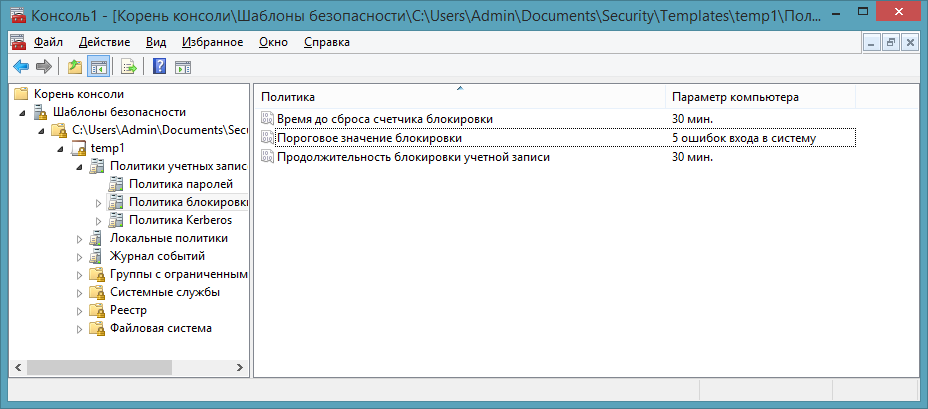 Консоль1 - [Корень консоли\Шаблоны безопасности\C:\Users\Admin\Documents\Security\Templates\temp1\Пол...
Файл Действие Вид Избранное Окно Справка
Корень консоли
Шаблоны безопасности
C:\Users\Admin\Documents\Secu
temp1
Политики учетных записе
Политика паролей
Политика блокировки
Политика Kerberos
Локальные политики
Журнал событий
Группы с ограниченным
Системные службы
Реестр
Файловая система
Политика Параметр компьютера
Время до сброса счетчика блокировки 30 мин.
Пороговое значение блокировки 5 ошибок входа в систему
Продолжительность блокировки учетной записи 30 мин.